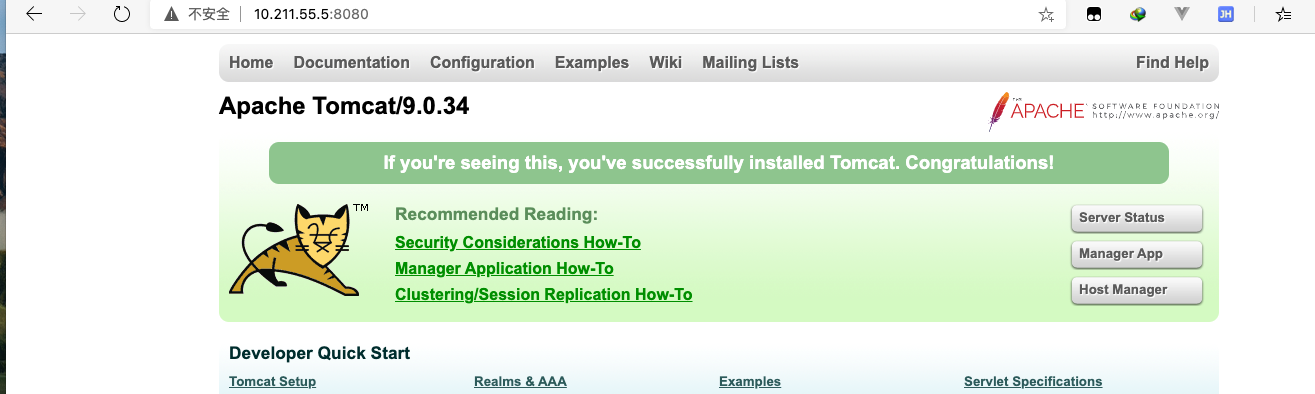 不安全 10.211.55.5:8080
JH
Home Documentation Configuration Examples Wiki Mailing Lists Find Help
Apache Tomcat/9.0.34
THE
APACHE SOFTWARE FOUNDATION
http://www.apache.org/
If you're seeing this, you've successfully installed Tomcat. Congratulations!
TM
Recommended Reading:
Security Considerations How-To
Manager Application How-To
Clustering/Session Replication How-To
Server Status
Manager App
Host Manager
Developer Quick Start
Tomcat Setup Realms & AAA Examples Servlet Specifications